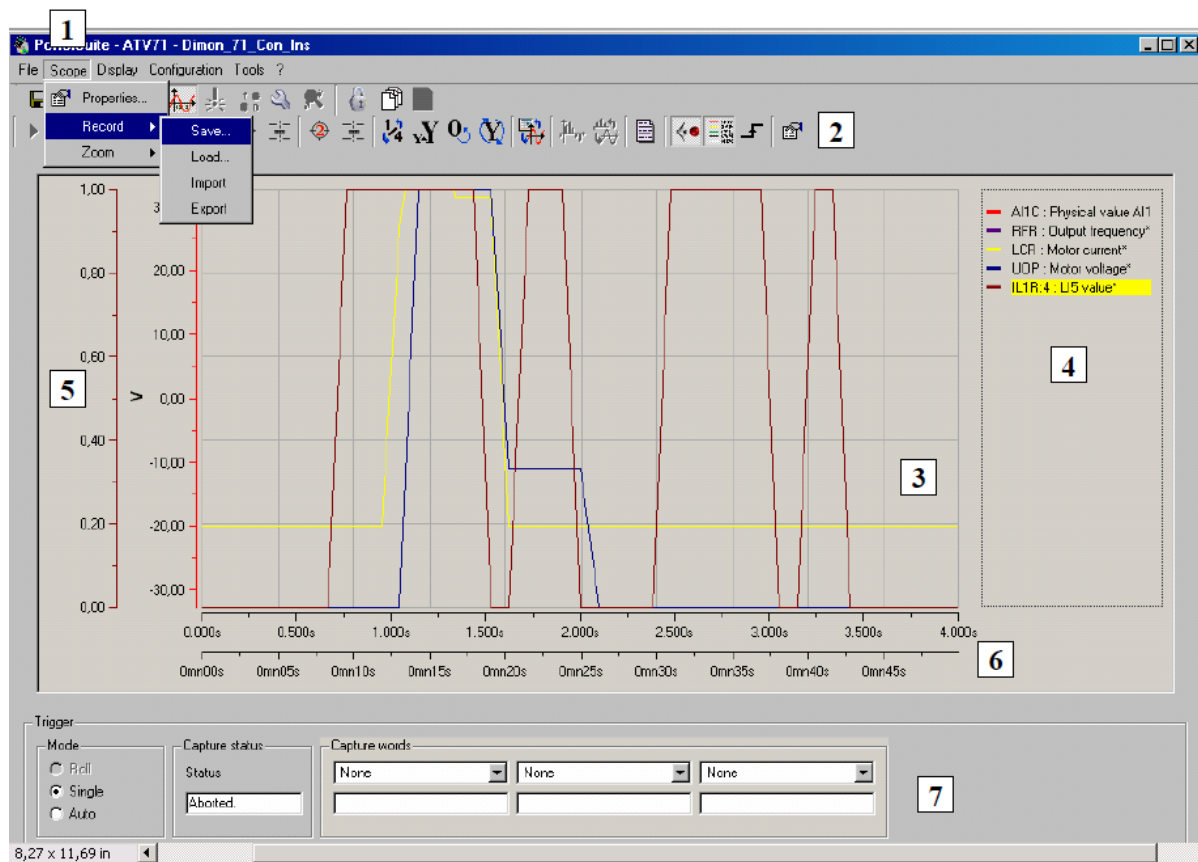 1
PowerSuite - ATV71 - Dimon_71_Con_Ins
File Scope Display Configuration Tools ?
Properties...
Record
Zoom
Save...
Load...
Import
Export
2
1,00
0,80
0,60
0,40
0,20
0,00
5
V
3
20,00
10,00
0,00
-10,00
-20,00
-30,00
3
AI1C : Physical value AI1
RFR : Output frequency*
LCR : Motor current*
UOP : Motor voltage*
IL1R:4 : LI5 value*
4
0.000s 0.500s 1.000s 1.500s 2.000s 2.500s 3.000s 3.500s 4.000s
0mn00s 0mn05s 0mn10s 0mn15s 0mn20s 0mn25s 0mn30s 0mn35s 0mn40s 0mn45s
6
Trigger
Mode
Roll
Single
Auto
Capture status
Status
Aborted.
Capture words
None
None
None
7
8,27 x 11,69 in